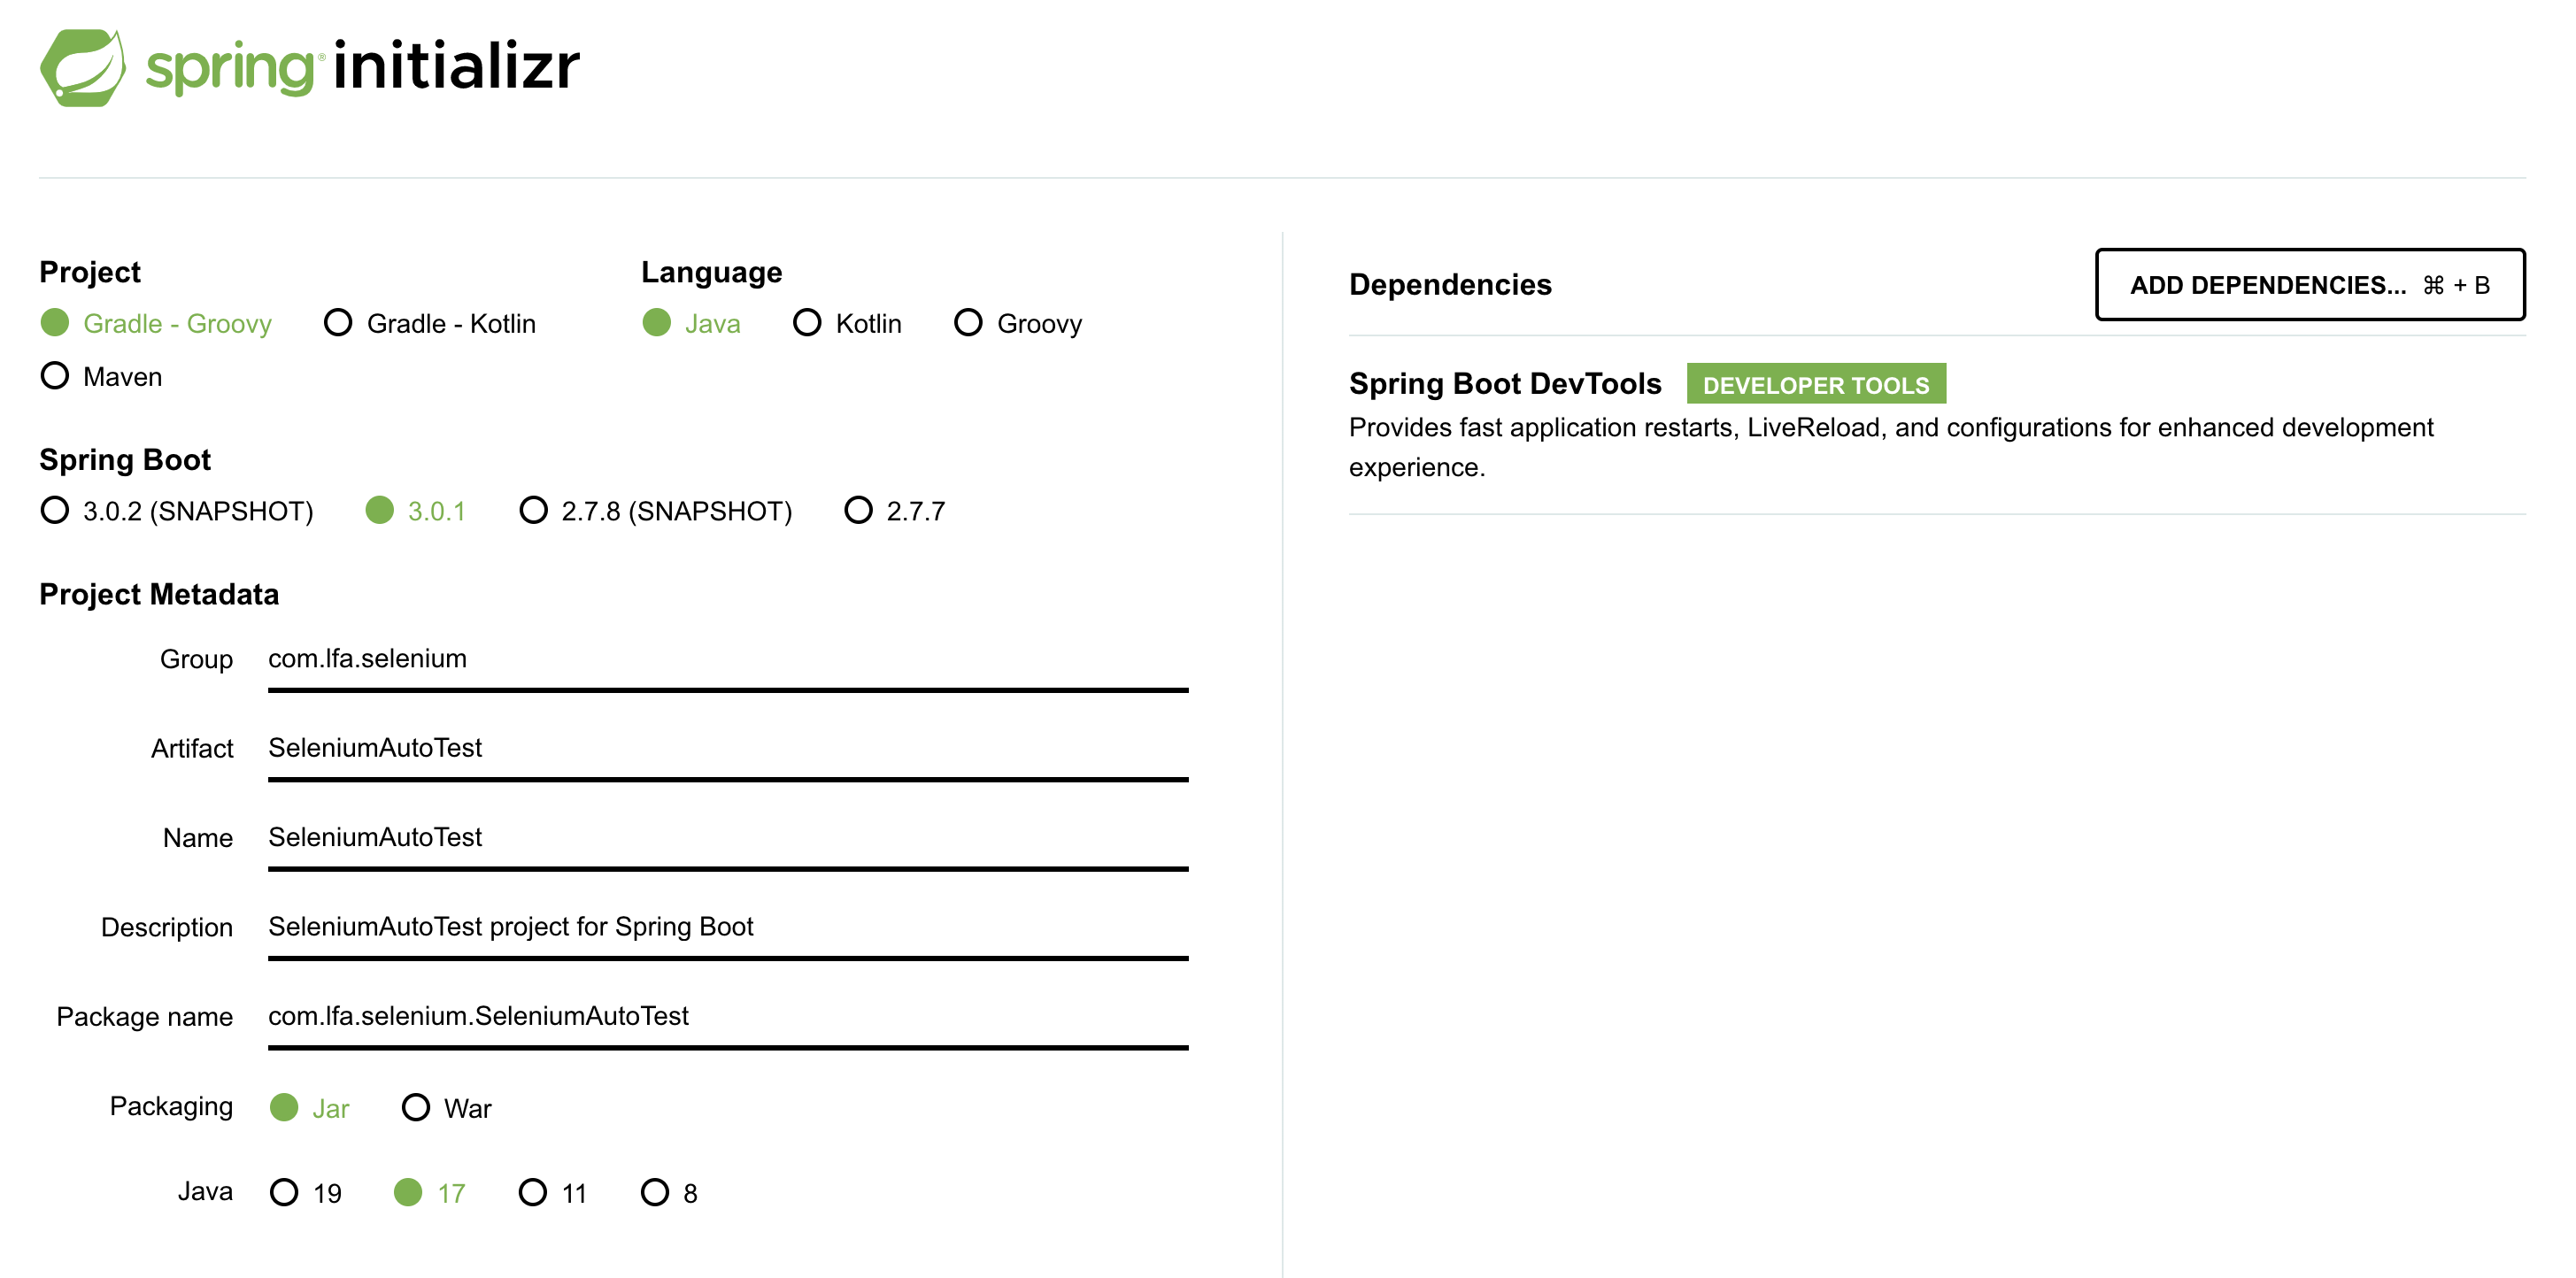 spring® initializr
Project
Gradle - Groovy Gradle - Kotlin
Maven
Language
Java Kotlin Groovy
Spring Boot
3.0.2 (SNAPSHOT) 3.0.1 2.7.8 (SNAPSHOT) 2.7.7
Project Metadata
Group com.lfa.selenium
Artifact SeleniumAutoTest
Name SeleniumAutoTest
Description SeleniumAutoTest project for Spring Boot
Package name com.lfa.selenium.SeleniumAutoTest
Packaging Jar War
Java 19 17 11 8
Dependencies ADD DEPENDENCIES... ⌘ + B
Spring Boot DevTools DEVELOPER TOOLS
Provides fast application restarts, LiveReload, and configurations for enhanced development
experience.